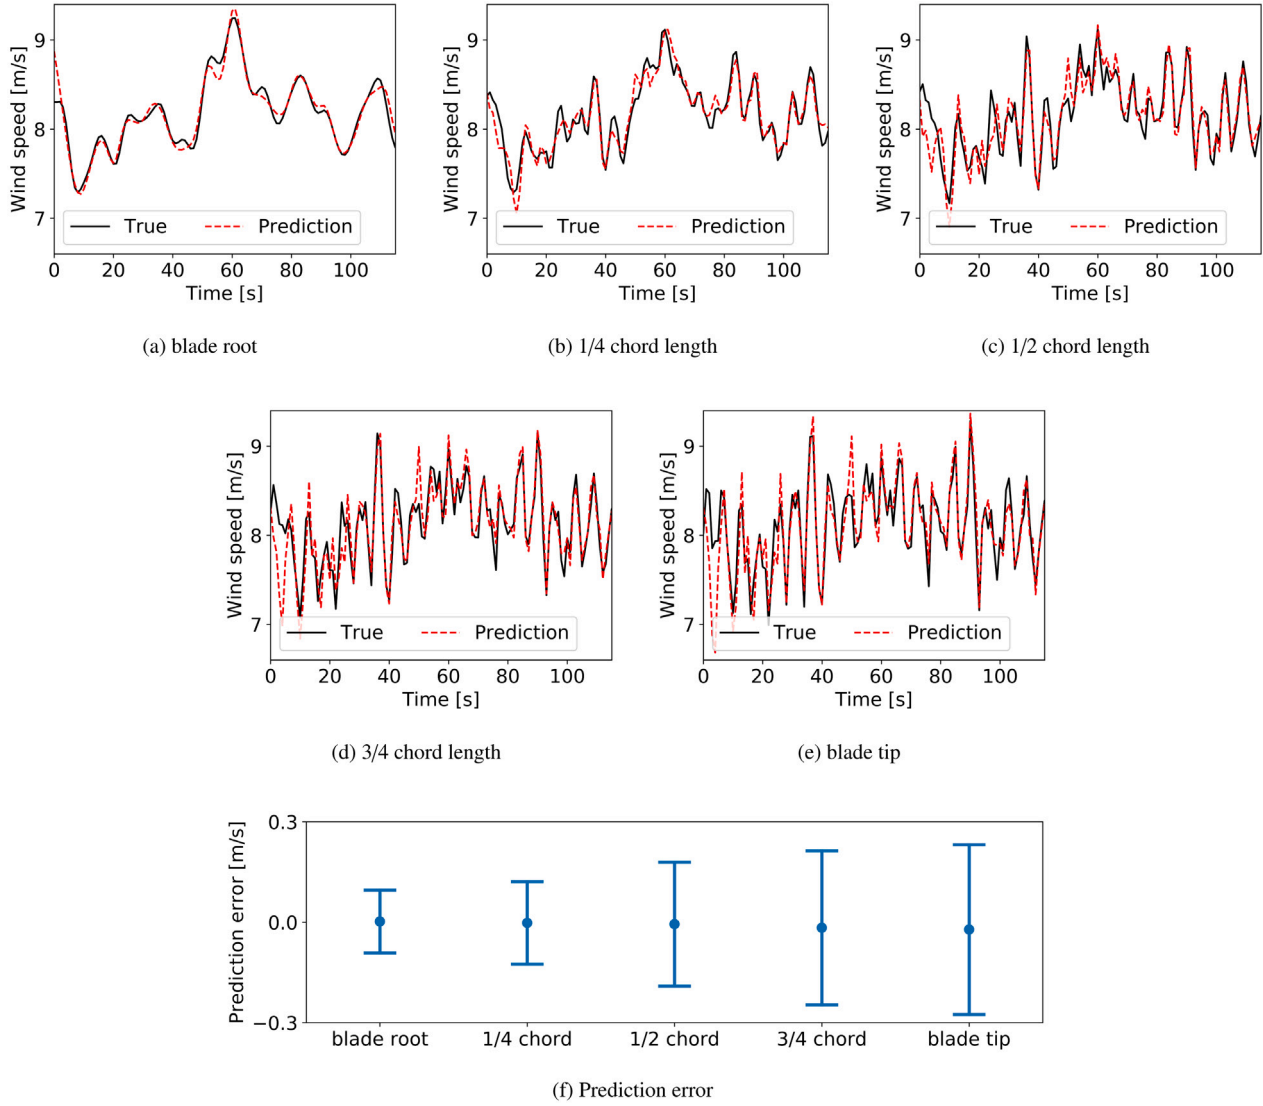 Wind speed [m/s]
9
8
7
True
Prediction
0 20 40 60 80 100
Time [s]
(a) blade root
Wind speed [m/s]
9
8
7
True
Prediction
0 20 40 60 80 100
Time [s]
(b) 1/4 chord length
Wind speed [m/s]
9
8
7
True
Prediction
0 20 40 60 80 100
Time [s]
(c) 1/2 chord length
Wind speed [m/s]
9
8
7
True
Prediction
0 20 40 60 80 100
Time [s]
(d) 3/4 chord length
Wind speed [m/s]
9
8
7
True
Prediction
0 20 40 60 80 100
Time [s]
(e) blade tip
Prediction error [m/s]
0.3
0.0
−0.3
blade root 1/4 chord 1/2 chord 3/4 chord blade tip
(f) Prediction error